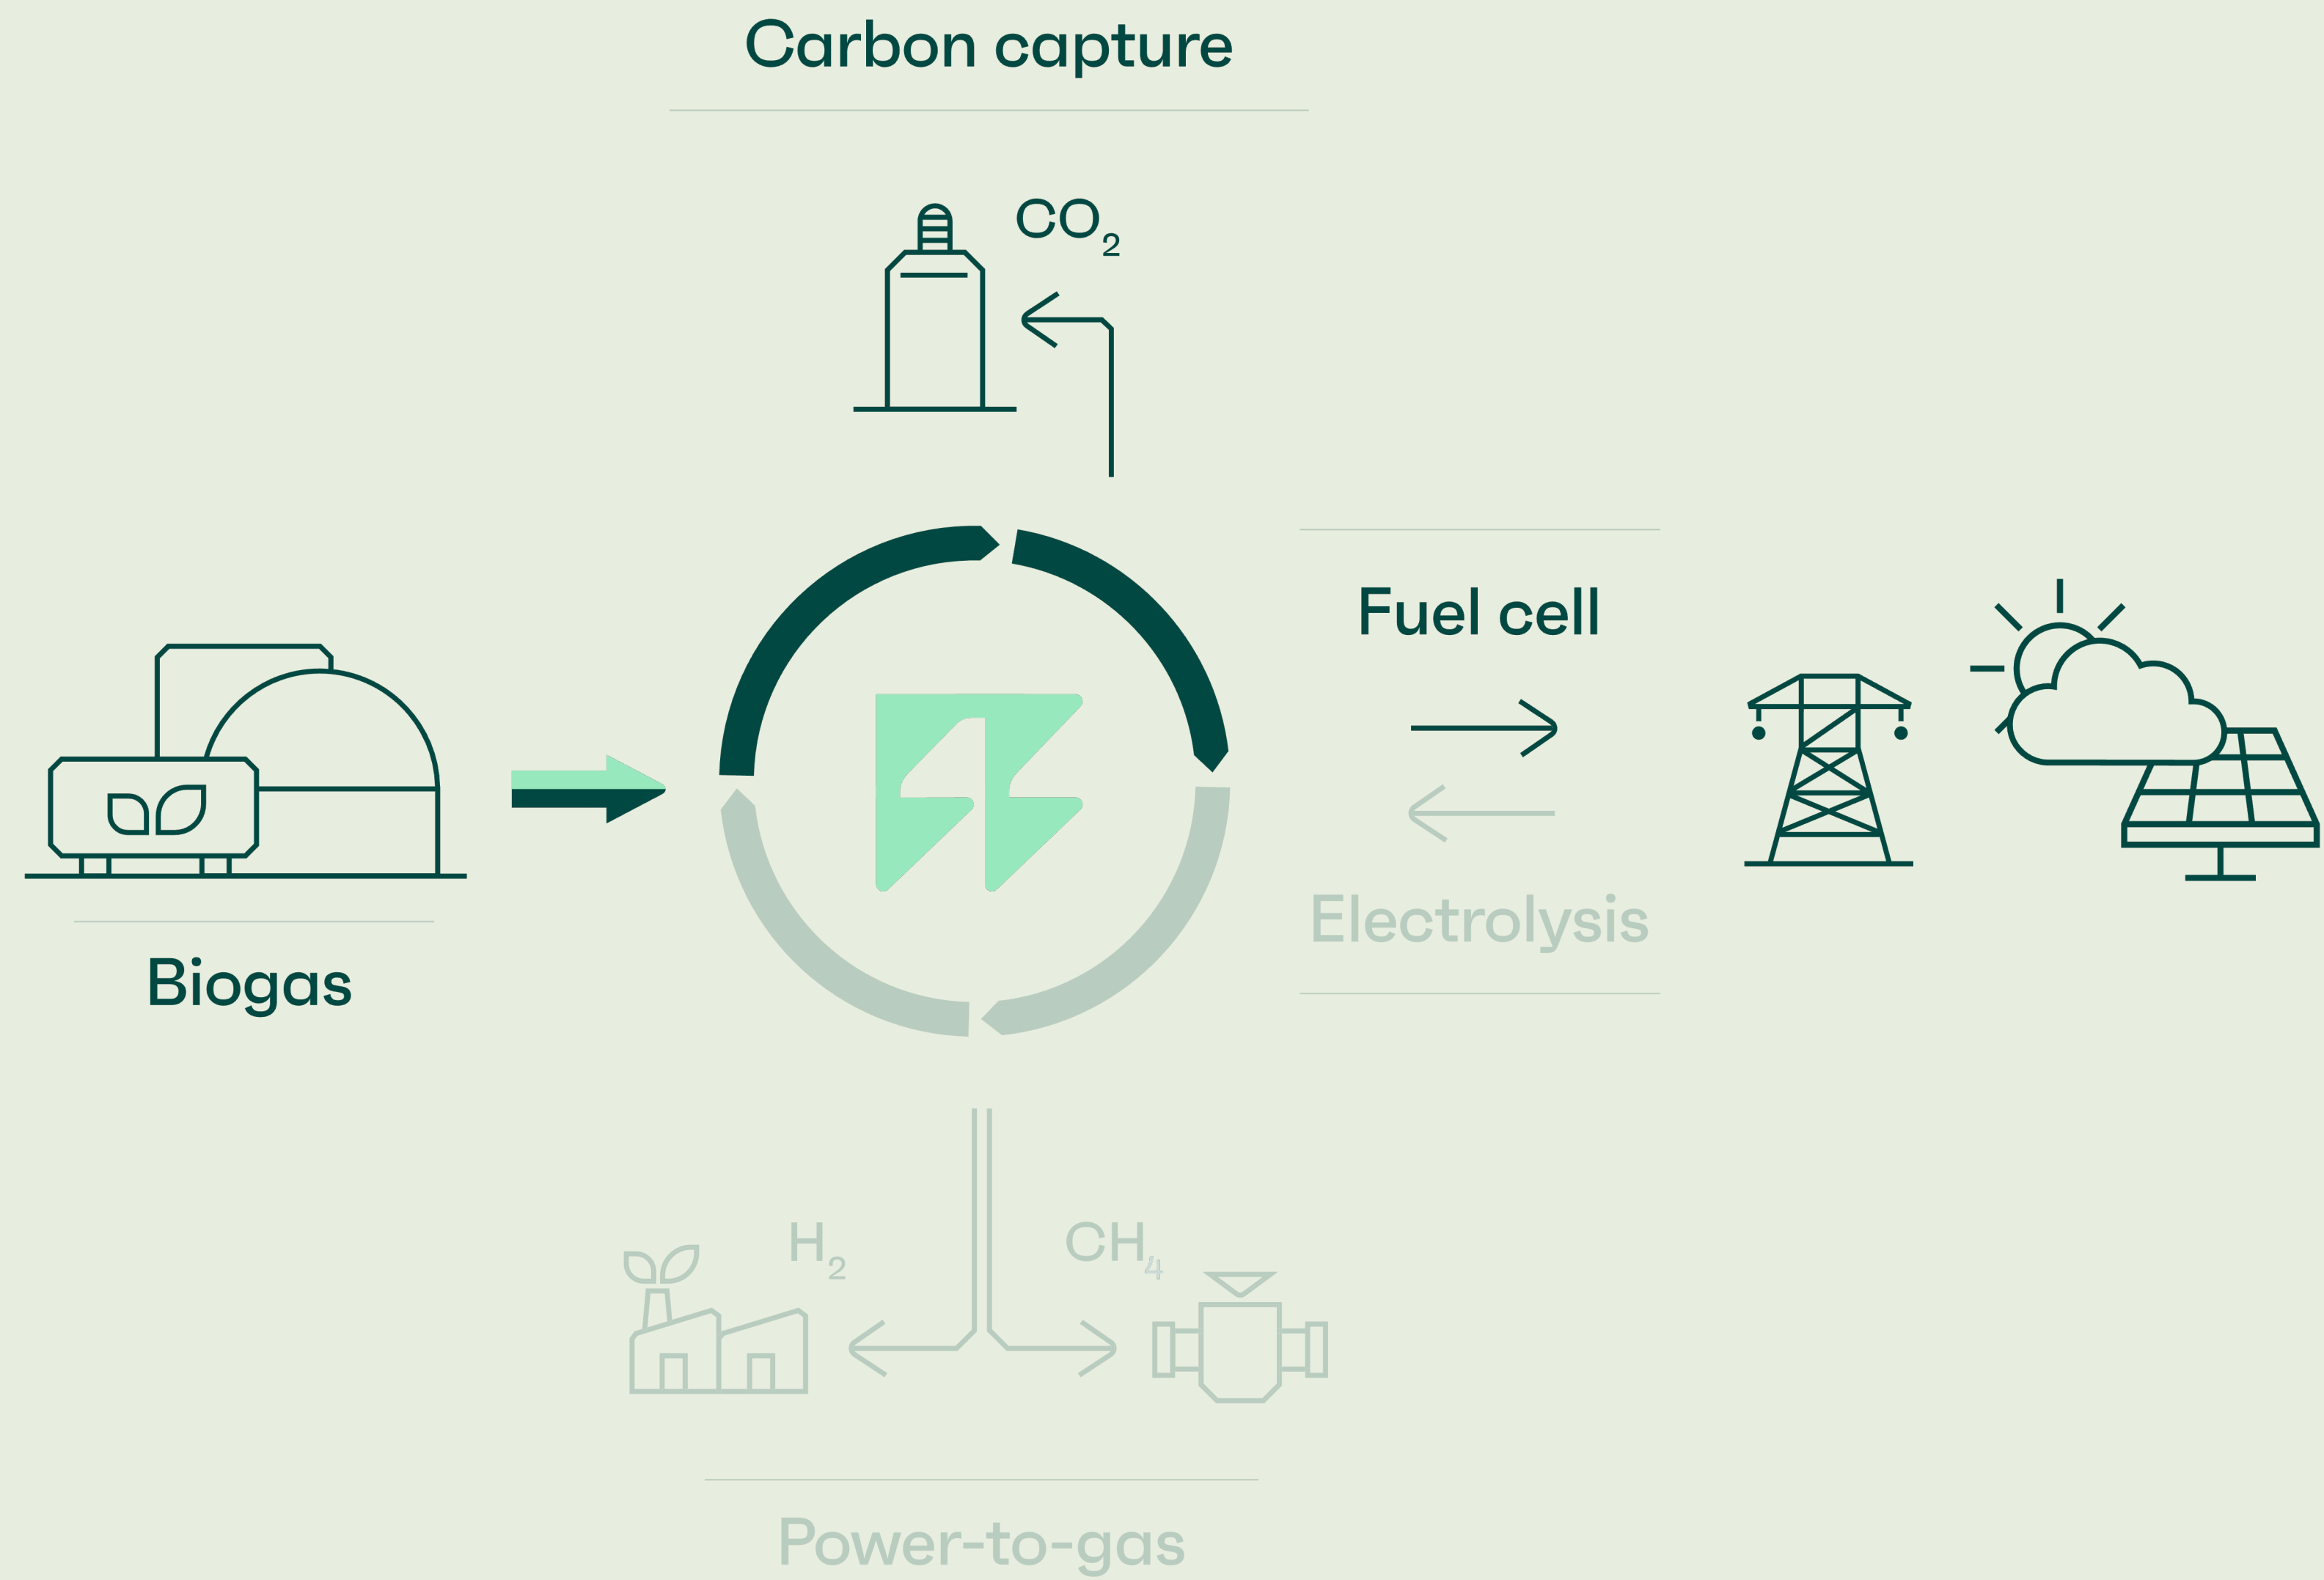 Carbon capture
CO₂
Fuel cell
Electrolysis
Biogas
H₂
CH₄
Power-to-gas